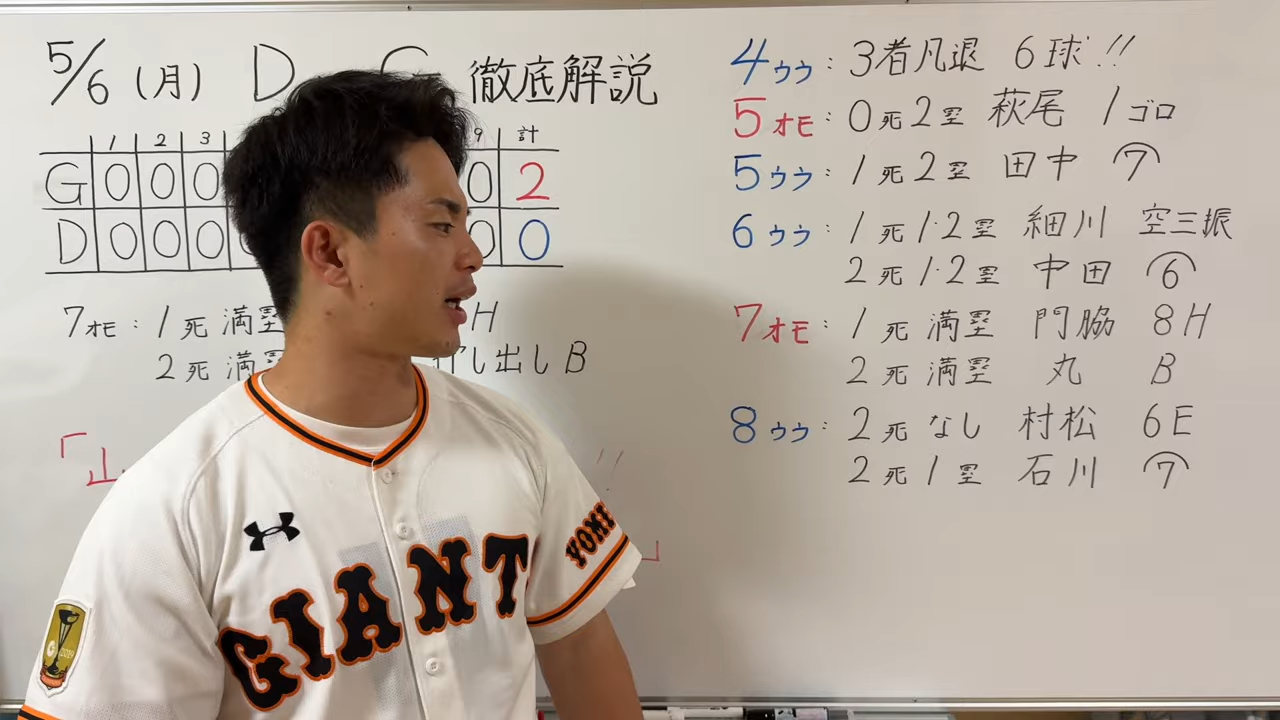 5/6 (月) D G 徹底解説
1 2 3 9 計
G 0 0 0 0 2
D 0 0 0 0 0
7オモ: 1死満塁 H
2死満塁 押し出しB
4ウラ: 3者凡退 6球!!
5オモ: 0死2塁 萩尾 1ゴロ
5ウラ: 1死2塁 田中 7
6ウラ: 1死1・2塁 細川 空三振
2死1・2塁 中田 6
7オモ: 1死満塁 門脇 8H
2死満塁 丸 B
8ウラ: 2死なし 村松 6E
2死1塁 石川 7
GIANT
YOMI